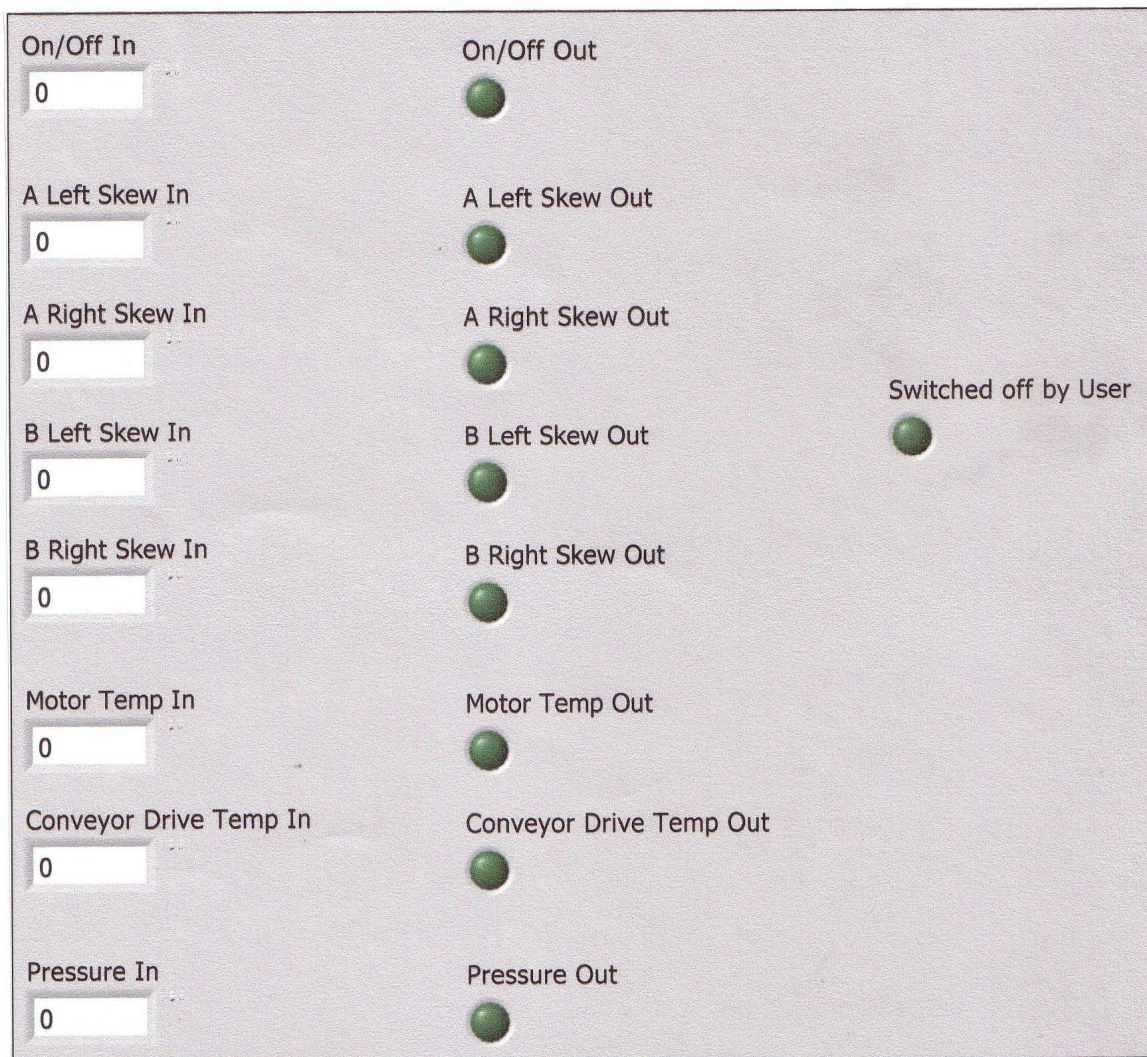 On/Off In
On/Off Out
0
A Left Skew In
A Left Skew Out
0
A Right Skew In
A Right Skew Out
0
Switched off by User
B Left Skew In
B Left Skew Out
0
B Right Skew In
B Right Skew Out
0
Motor Temp In
Motor Temp Out
0
Conveyor Drive Temp In
Conveyor Drive Temp Out
0
Pressure In
Pressure Out
0